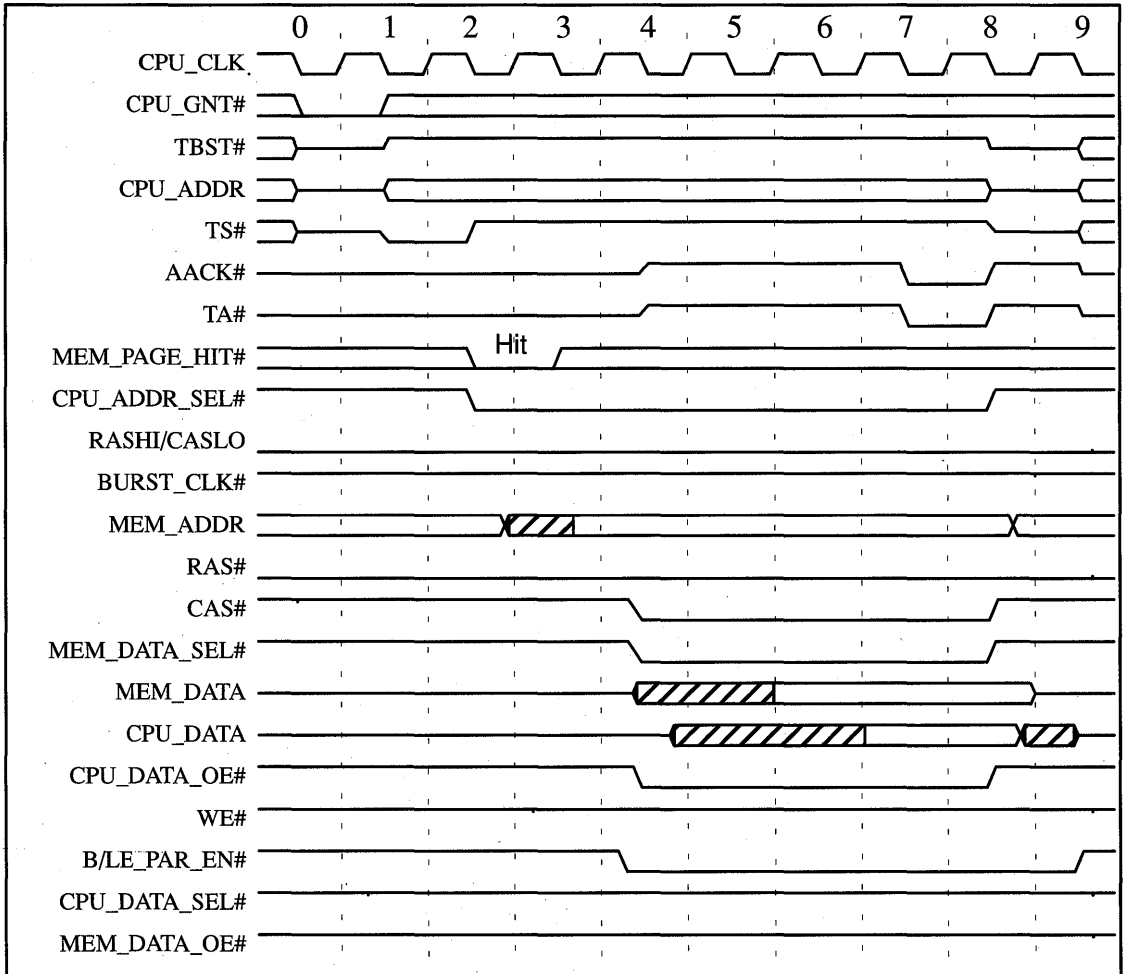 0 1 2 3 4 5 6 7 8 9
CPU_CLK
CPU_GNT#
TBST#
CPU_ADDR
TS#
AACK#
TA#
MEM_PAGE_HIT# Hit
CPU_ADDR_SEL#
RASHI/CASLO
BURST_CLK#
MEM_ADDR
RAS#
CAS#
MEM_DATA_SEL#
MEM_DATA
CPU_DATA
CPU_DATA_OE#
WE#
B/LE_PAR_EN#
CPU_DATA_SEL#
MEM_DATA_OE#